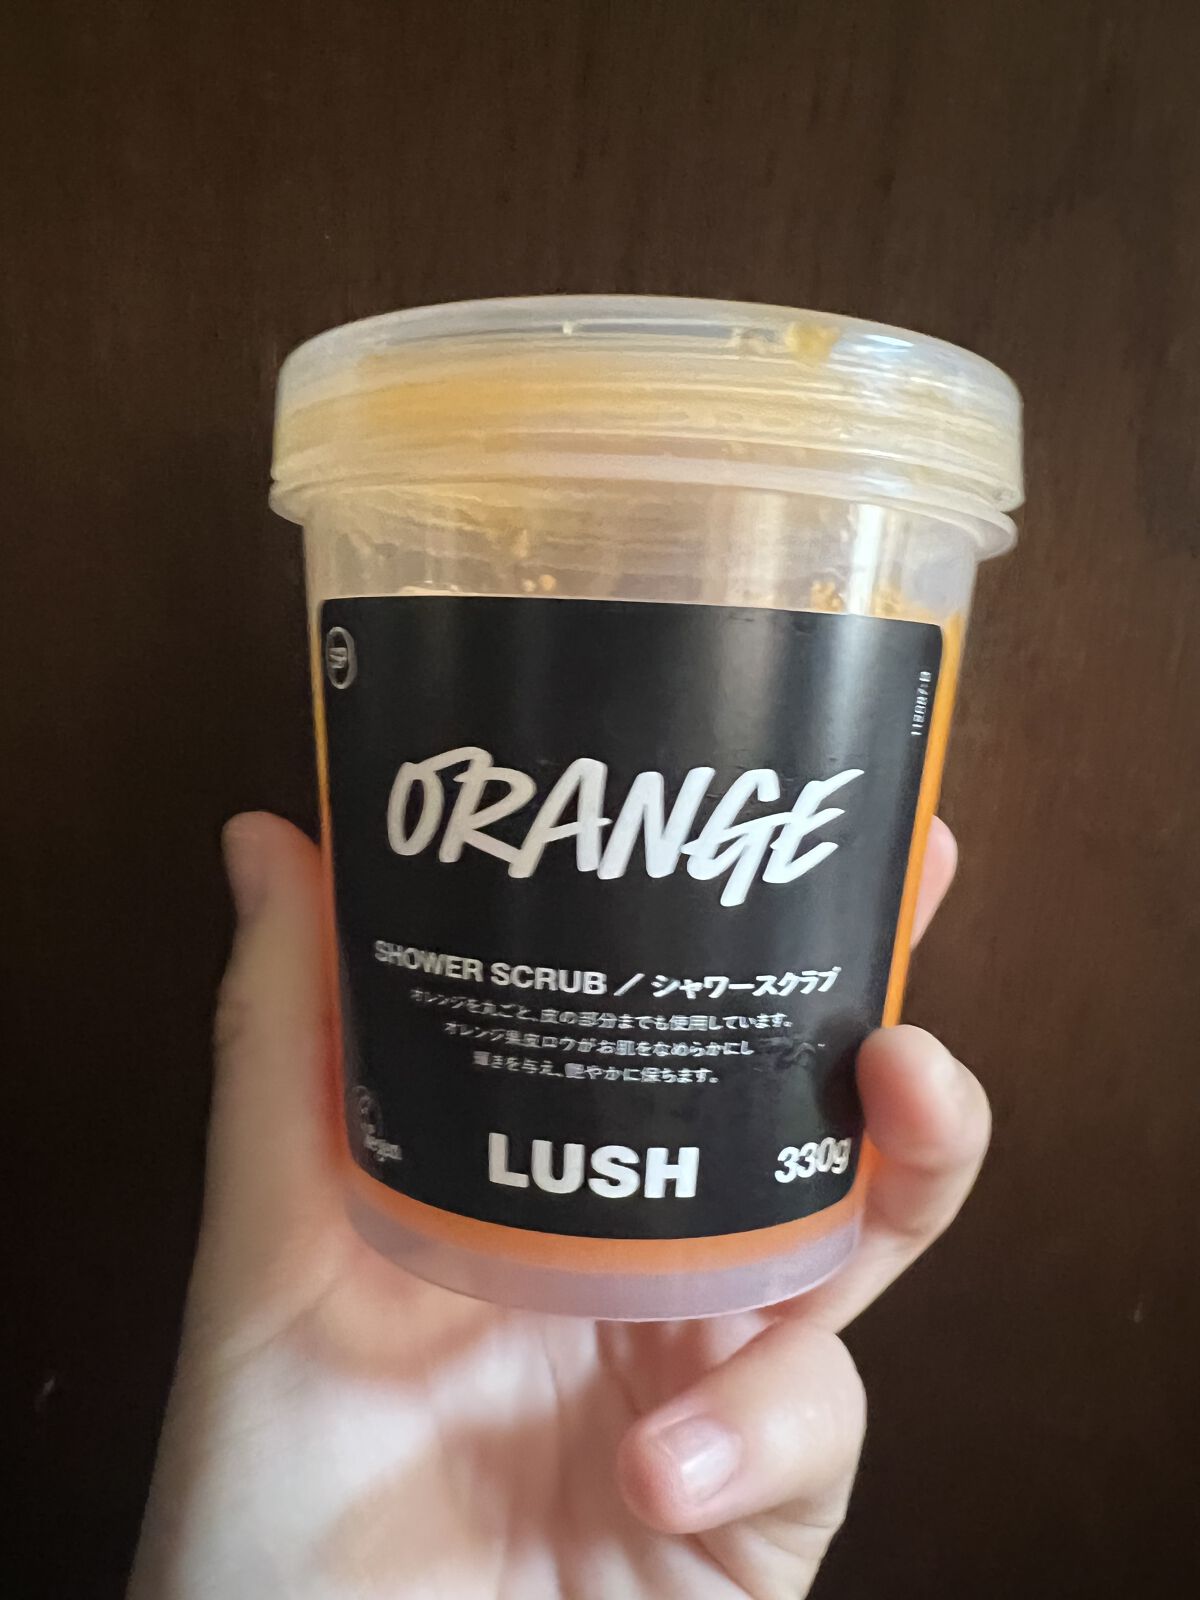 ORANGE
SHOWER SCRUB / シャワースクラブ
オレンジを丸ごと、皮の部分までも使用しています。
オレンジ果皮ロウがお肌をなめらかにし
輝きを与え、艶やかに保ちます。
Vegan
LUSH
330g